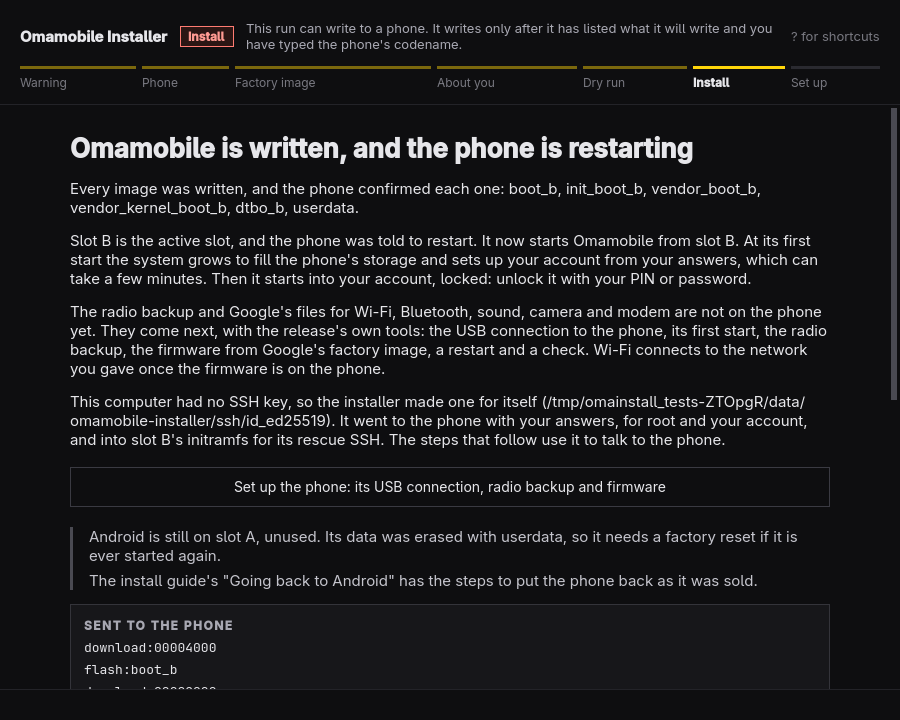 Omamobile Installer
Install
This run can write to a phone. It writes only after it has listed what it will write and you
have typed the phone's codename.
? for shortcuts
Warning
Phone
Factory image
About you
Dry run
Install
Set up
Omamobile is written, and the phone is restarting
Every image was written, and the phone confirmed each one: boot_b, init_boot_b, vendor_boot_b,
vendor_kernel_boot_b, dtbo_b, userdata.
Slot B is the active slot, and the phone was told to restart. It now starts Omamobile from slot B. At its first
start the system grows to fill the phone's storage and sets up your account from your answers, which can
take a few minutes. Then it starts into your account, locked: unlock it with your PIN or password.
The radio backup and Google's files for Wi-Fi, Bluetooth, sound, camera and modem are not on the phone
yet. They come next, with the release's own tools: the USB connection to the phone, its first start, the radio
backup, the firmware from Google's factory image, a restart and a check. Wi-Fi connects to the network
you gave once the firmware is on the phone.
This computer had no SSH key, so the installer made one for itself (/tmp/omainstall_tests-ZTOpgR/data/
omamobile-installer/ssh/id_ed25519). It went to the phone with your answers, for root and your account,
and into slot B's initramfs for its rescue SSH. The steps that follow use it to talk to the phone.
Set up the phone: its USB connection, radio backup and firmware
Android is still on slot A, unused. Its data was erased with userdata, so it needs a factory reset if it is
ever started again.
The install guide's "Going back to Android" has the steps to put the phone back as it was sold.
SENT TO THE PHONE
download:00004000
flash:boot_b